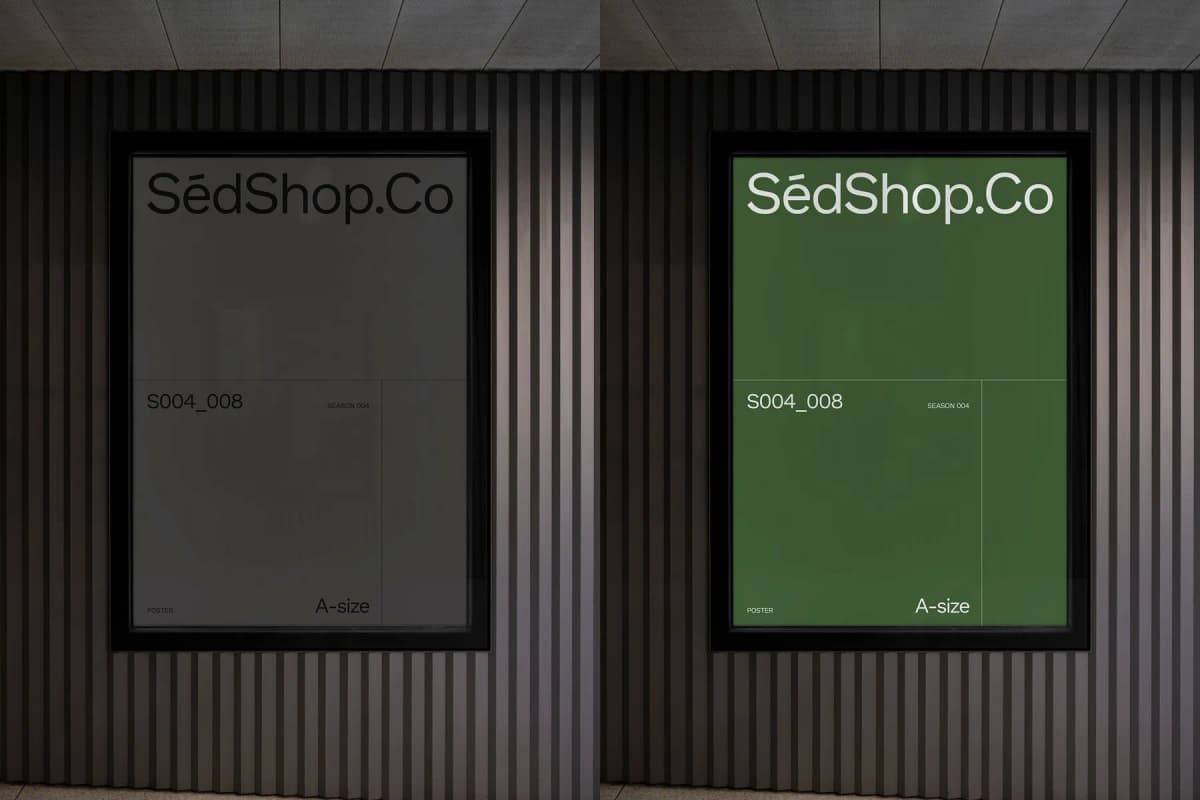 SédShop.Co
S004_008
SEASON 004
POSTER
A-size
SédShop.Co
S004_008
SEASON 004
POSTER
A-size